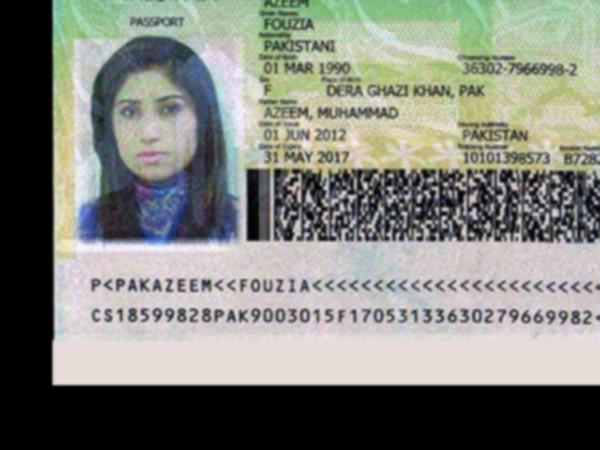 AZEEM
PASSPORT
Given Names
FOUZIA
Nationality
PAKISTANI
Date of Birth Citizenship Number
01 MAR 1990 36302-7966998-2
Sex Place of Birth
F DERA GHAZI KHAN, PAK
Father Name
AZEEM, MUHAMMAD
Date of Issue Issuing Authority
01 JUN 2012 PAKISTAN
Date of Expiry Tracking Number Booklet Number
31 MAY 2017 10101398573 B7282
P<PAKAZEEM<<FOUZIA<<<<<<<<<<<<<<<<<<<<<<<<
CS18599828PAK9003015F17053133630279669982<